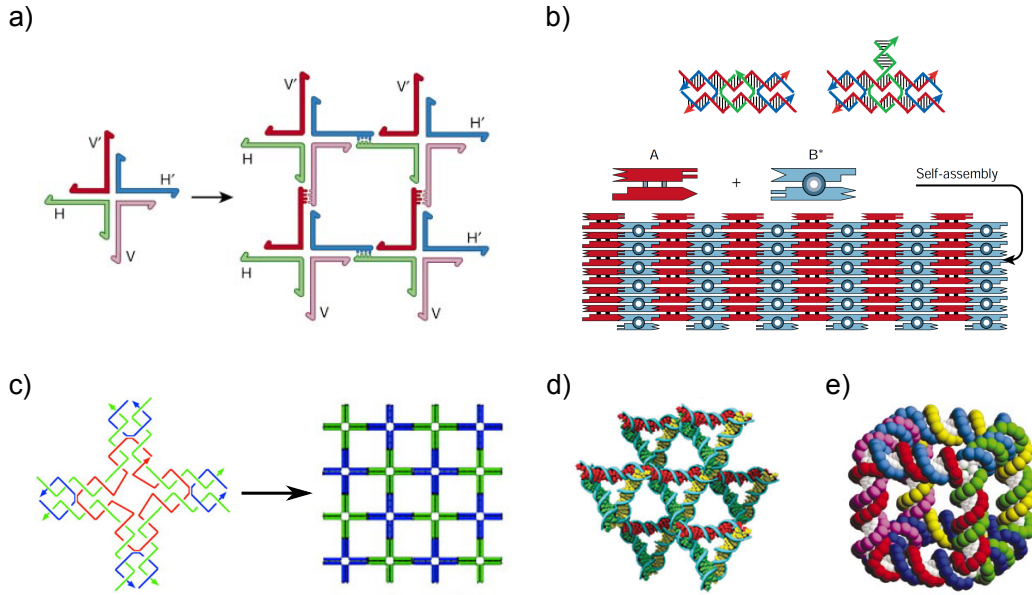 a)
V'
H
H'
V
V'
V'
H
H'
V'
H
H'
V
V
b)
A
+
B*
Self-assembly
c)
d)
e)